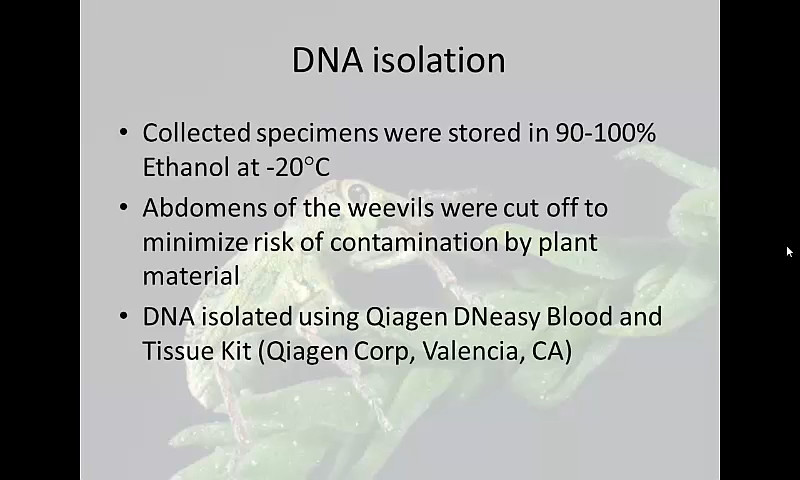 DNA isolation
• Collected specimens were stored in 90-100%
Ethanol at -20°C
• Abdomens of the weevils were cut off to
minimize risk of contamination by plant
material
• DNA isolated using Qiagen DNeasy Blood and
Tissue Kit (Qiagen Corp, Valencia, CA)